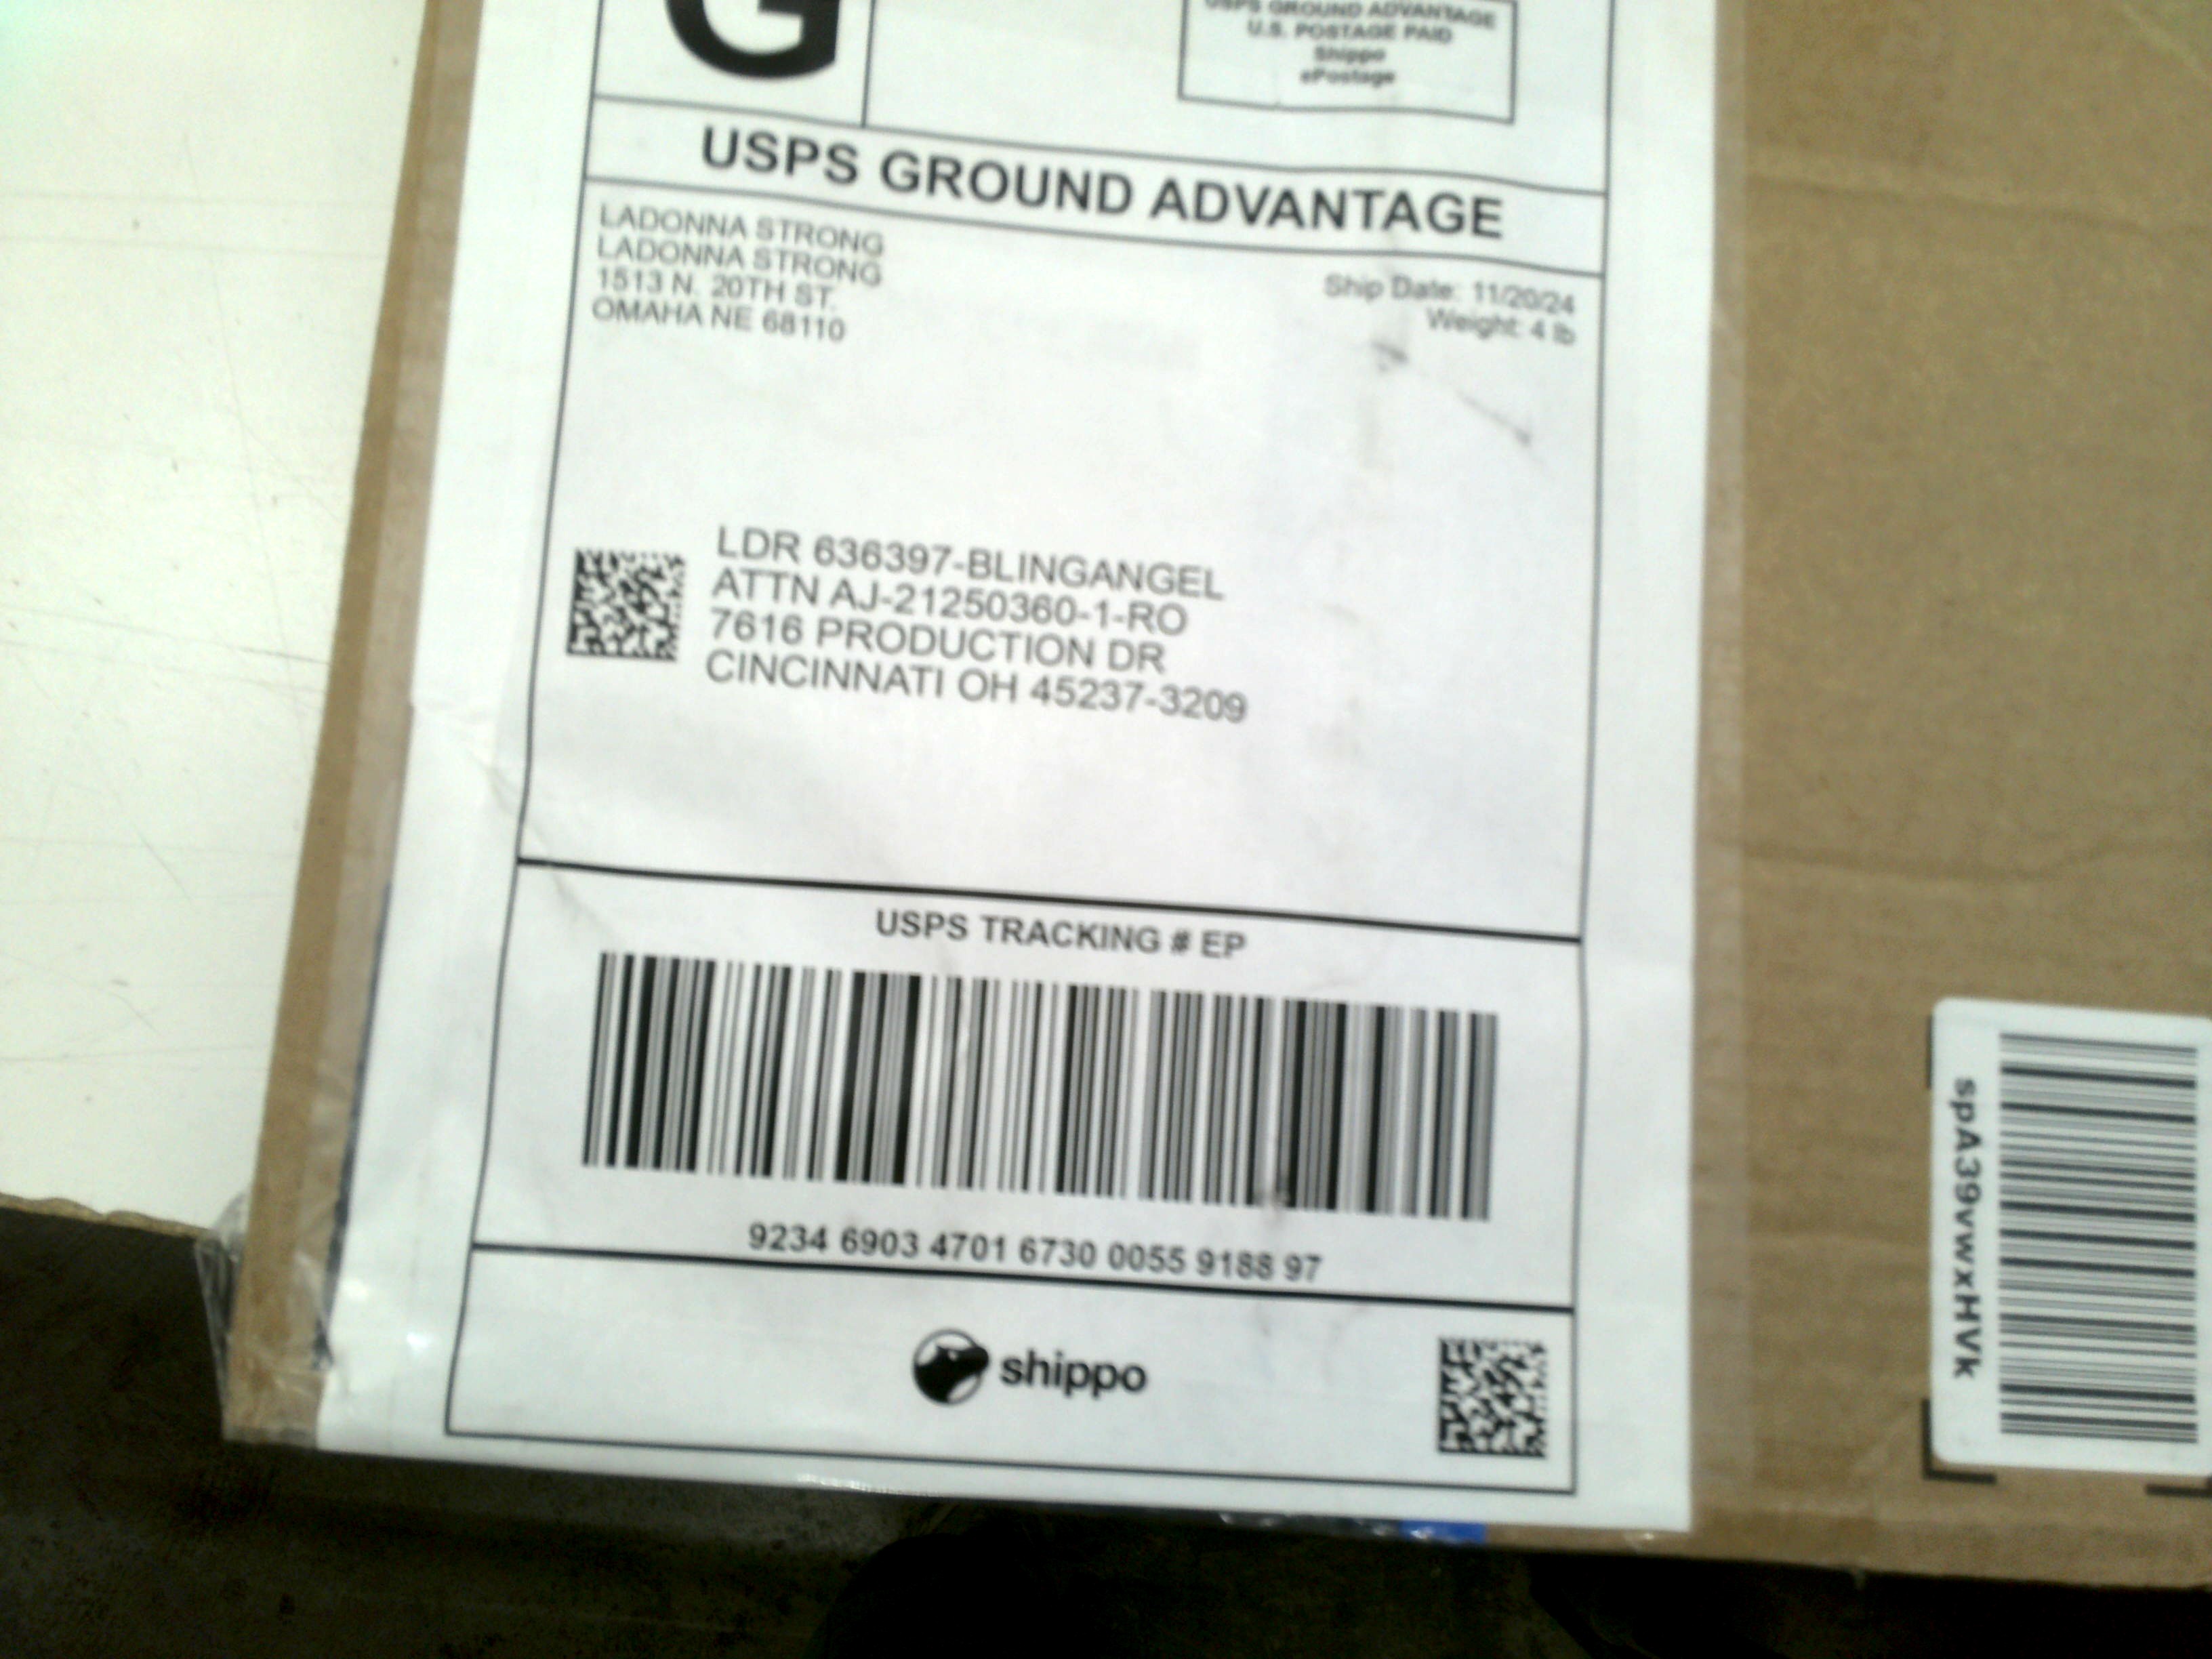 G
USPS GROUND ADVANTAGE
U.S. POSTAGE PAID
Shippo
ePostage
USPS GROUND ADVANTAGE
LADONNA STRONG
LADONNA STRONG
1513 N. 20TH ST.
OMAHA NE 68110
Ship Date: 11/20/24
Weight: 4 lb
LDR 636397-BLINGANGEL
ATTN AJ-21250360-1-RO
7616 PRODUCTION DR
CINCINNATI OH 45237-3209
USPS TRACKING # EP
9234 6903 4701 6730 0055 9188 97
shippo
spA39vwxHVk